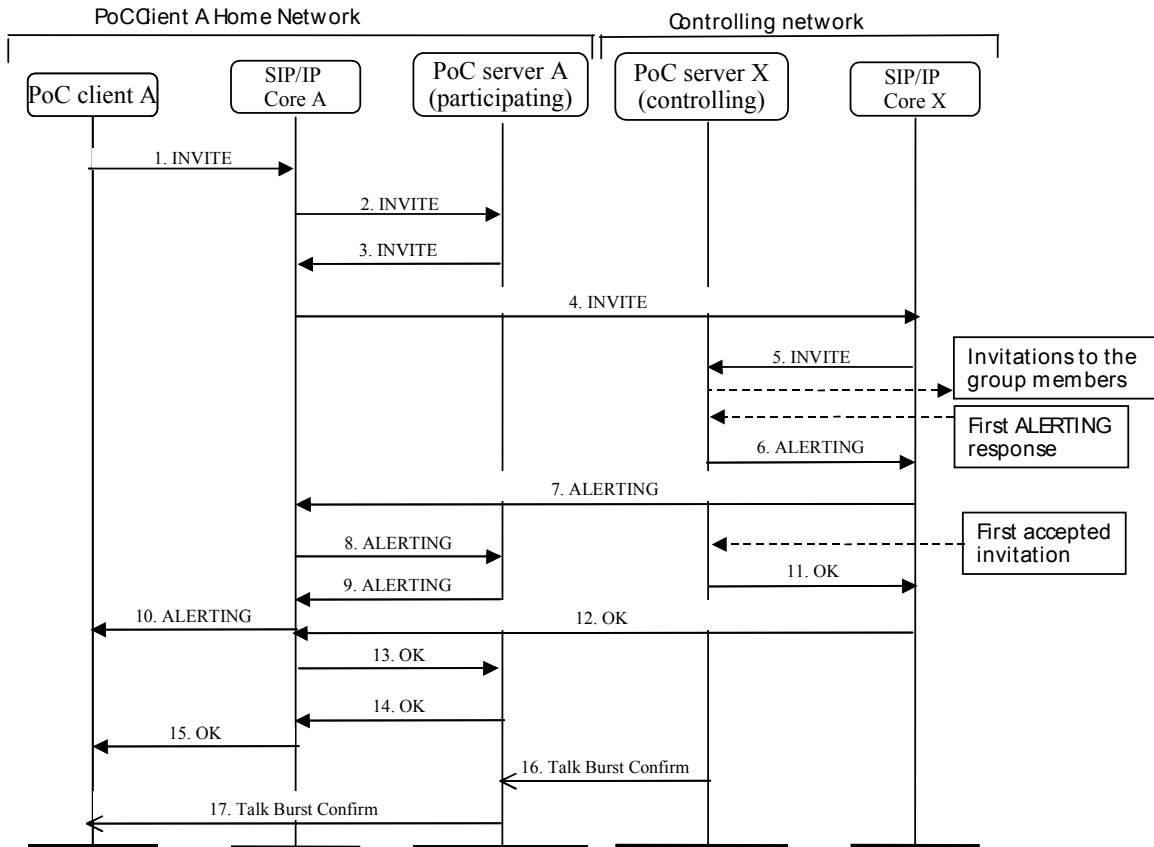 PoCClient A Home Network
Controlling network
PoC client A
SIP/IP
Core A
PoC server A
(participating)
PoC server X
(controlling)
SIP/IP
Core X
1. INVITE
2. INVITE
3. INVITE
4. INVITE
5. INVITE
Invitations to the
group members
First ALERTING
response
6. ALERTING
7. ALERTING
First accepted
invitation
8. ALERTING
9. ALERTING
11. OK
10. ALERTING
12. OK
13. OK
14. OK
15. OK
16. Talk Burst Confirm
17. Talk Burst Confirm